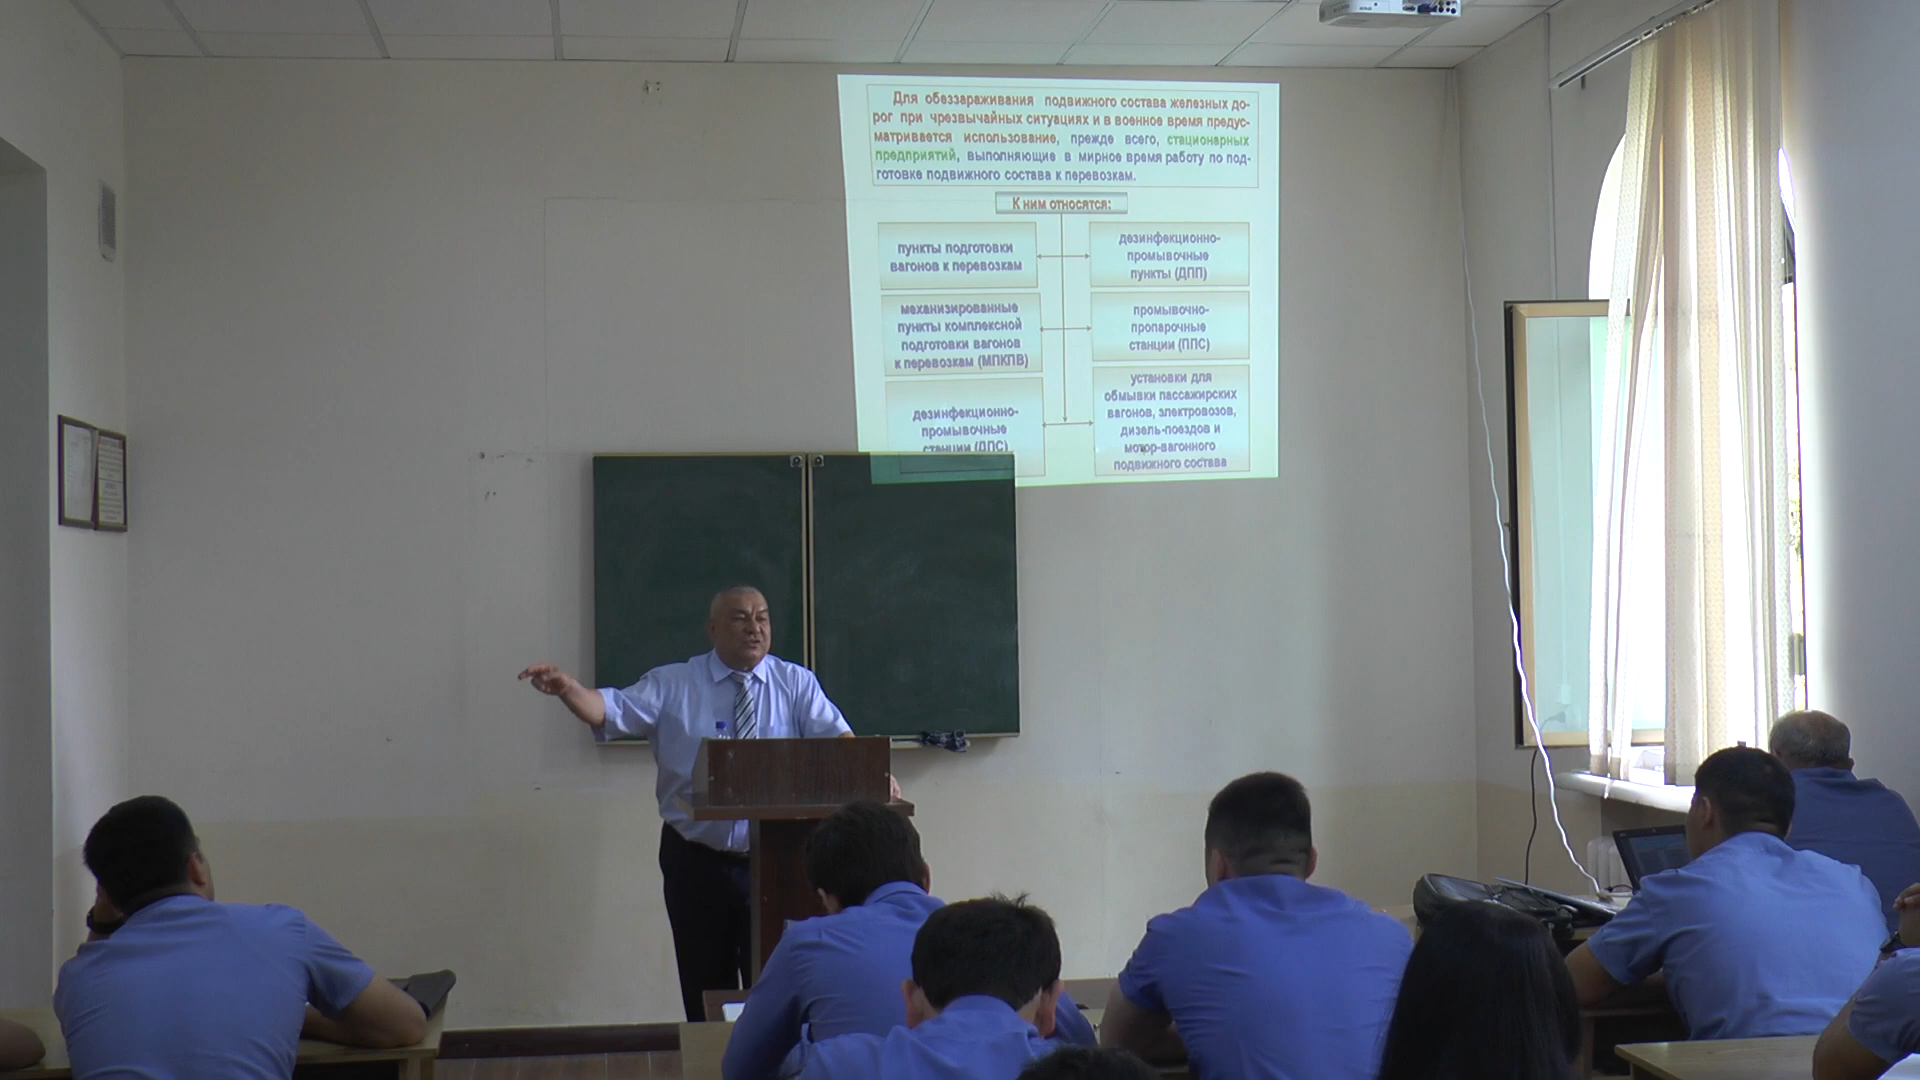 Для обеззараживания подвижного состава железных до-
рог при чрезвычайных ситуациях и в военное время предус-
матривается использование, прежде всего, стационарных
предприятий, выполняющие в мирное время работу по под-
готовке подвижного состава к перевозкам.
К ним относятся:
пункты подготовки
вагонов к перевозкам
дезинфекционно-
промывочные
пункты (ДПП)
механизированные
пункты комплексной
подготовки вагонов
к перевозкам (МПКПВ)
промывочно-
пропарочные
станции (ППС)
дезинфекционно-
промывочные
станции (ДПС)
установки для
обмывки пассажирских
вагонов, электровозов,
дизель-поездов и
мотор-вагонного
подвижного состава